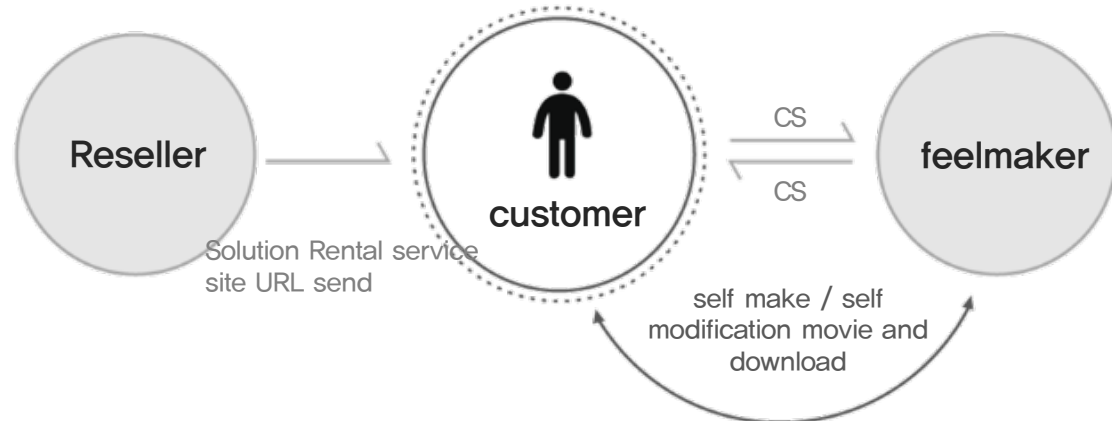 Reseller
Solution Rental service
site URL send
customer
CS
CS
feelmaker
self make / self
modification movie and
download